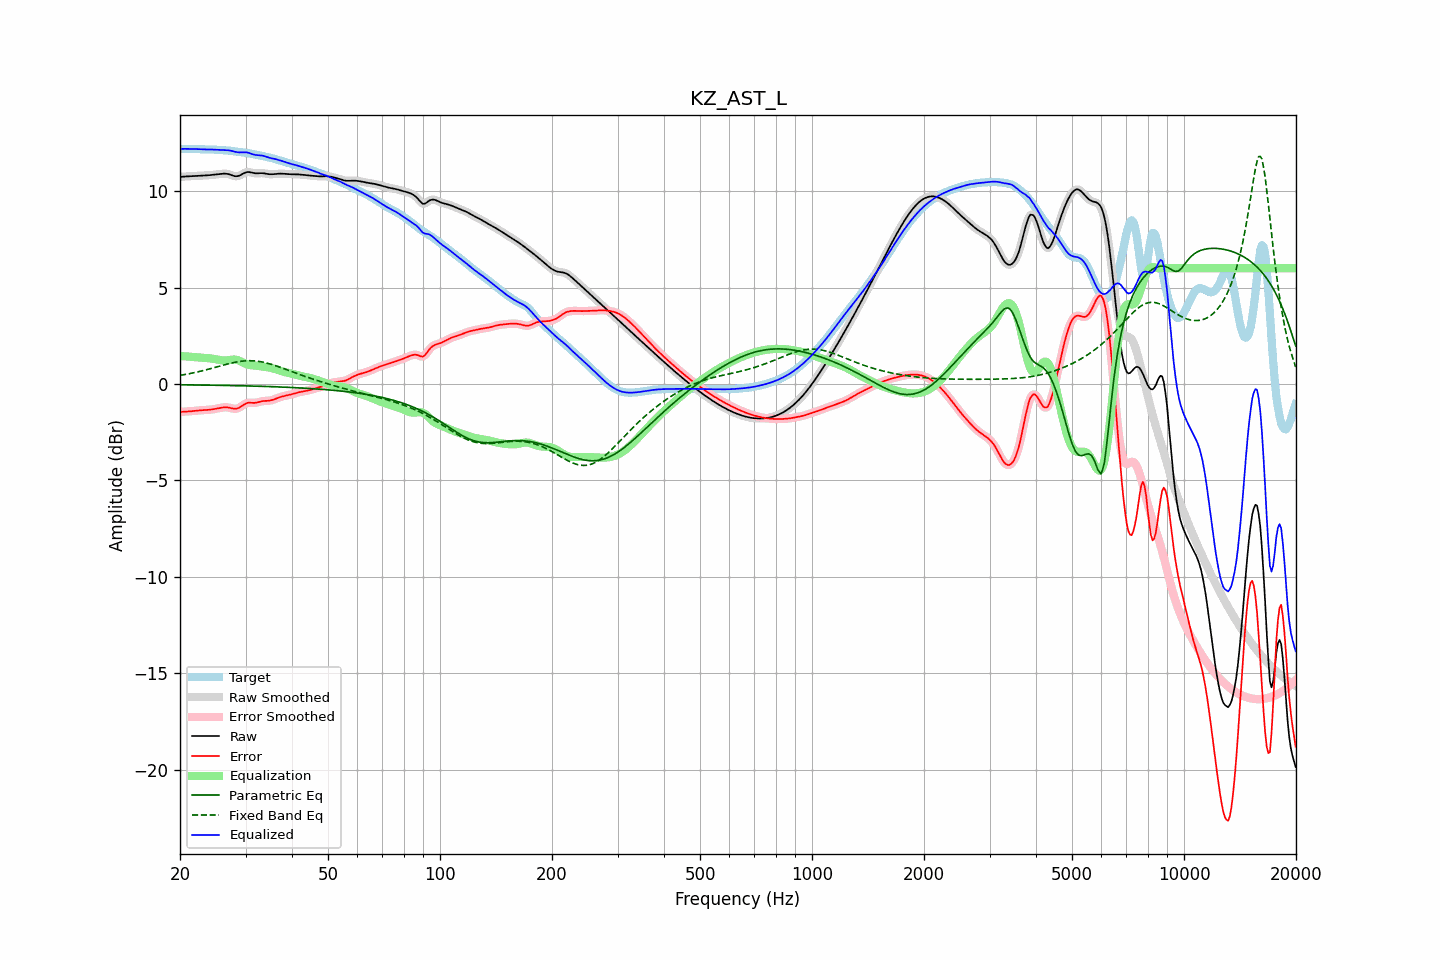 KZ_AST_L
10
5
0
−5
−10
−15
−20
Amplitude (dBr)
Target
Raw Smoothed
Error Smoothed
Raw
Error
Equalization
Parametric Eq
Fixed Band Eq
Equalized
20 50 100 200 500 1000 2000 5000 10000 20000
Frequency (Hz)